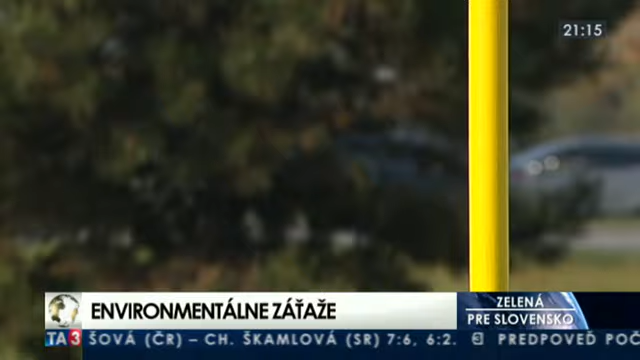 21:15
ENVIRONMENTÁLNE ZÁŤAŽE
ZELENÁ
PRE SLOVENSKO
TA3 ŠOVÁ (ČR) – CH. ŠKAMLOVÁ (SR) 7:6, 6:2. PREDPOVEĎ POČ